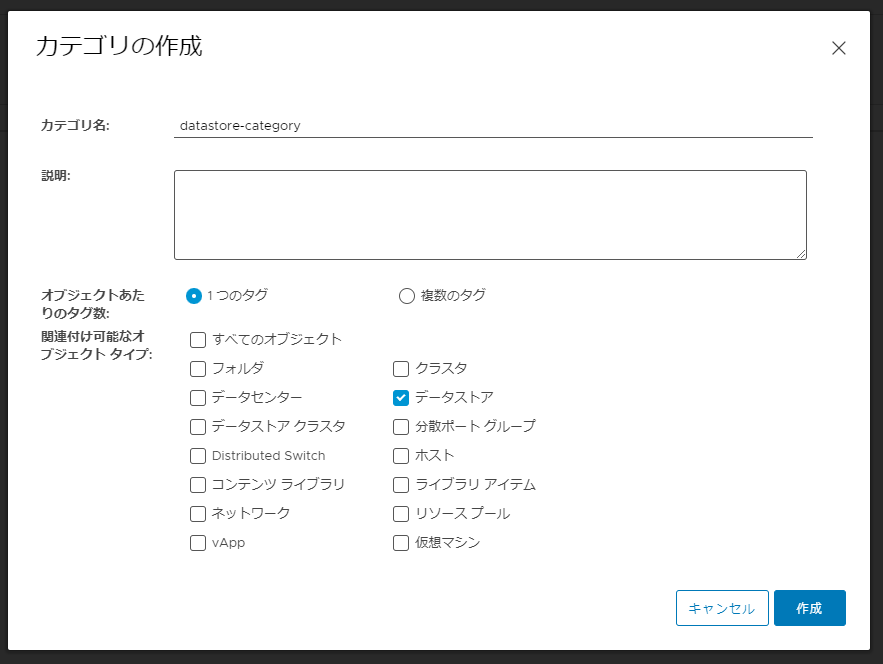 カテゴリの作成
カテゴリ名:
datastore-category
説明:
オブジェクトあた
りのタグ数:
1 つのタグ
複数のタグ
関連付け可能なオ
ブジェクト タイプ:
すべてのオブジェクト
フォルダ
クラスタ
データセンター
データストア
データストア クラスタ
分散ポート グループ
Distributed Switch
ホスト
コンテンツ ライブラリ
ライブラリ アイテム
ネットワーク
リソース プール
vApp
仮想マシン
キャンセル
作成